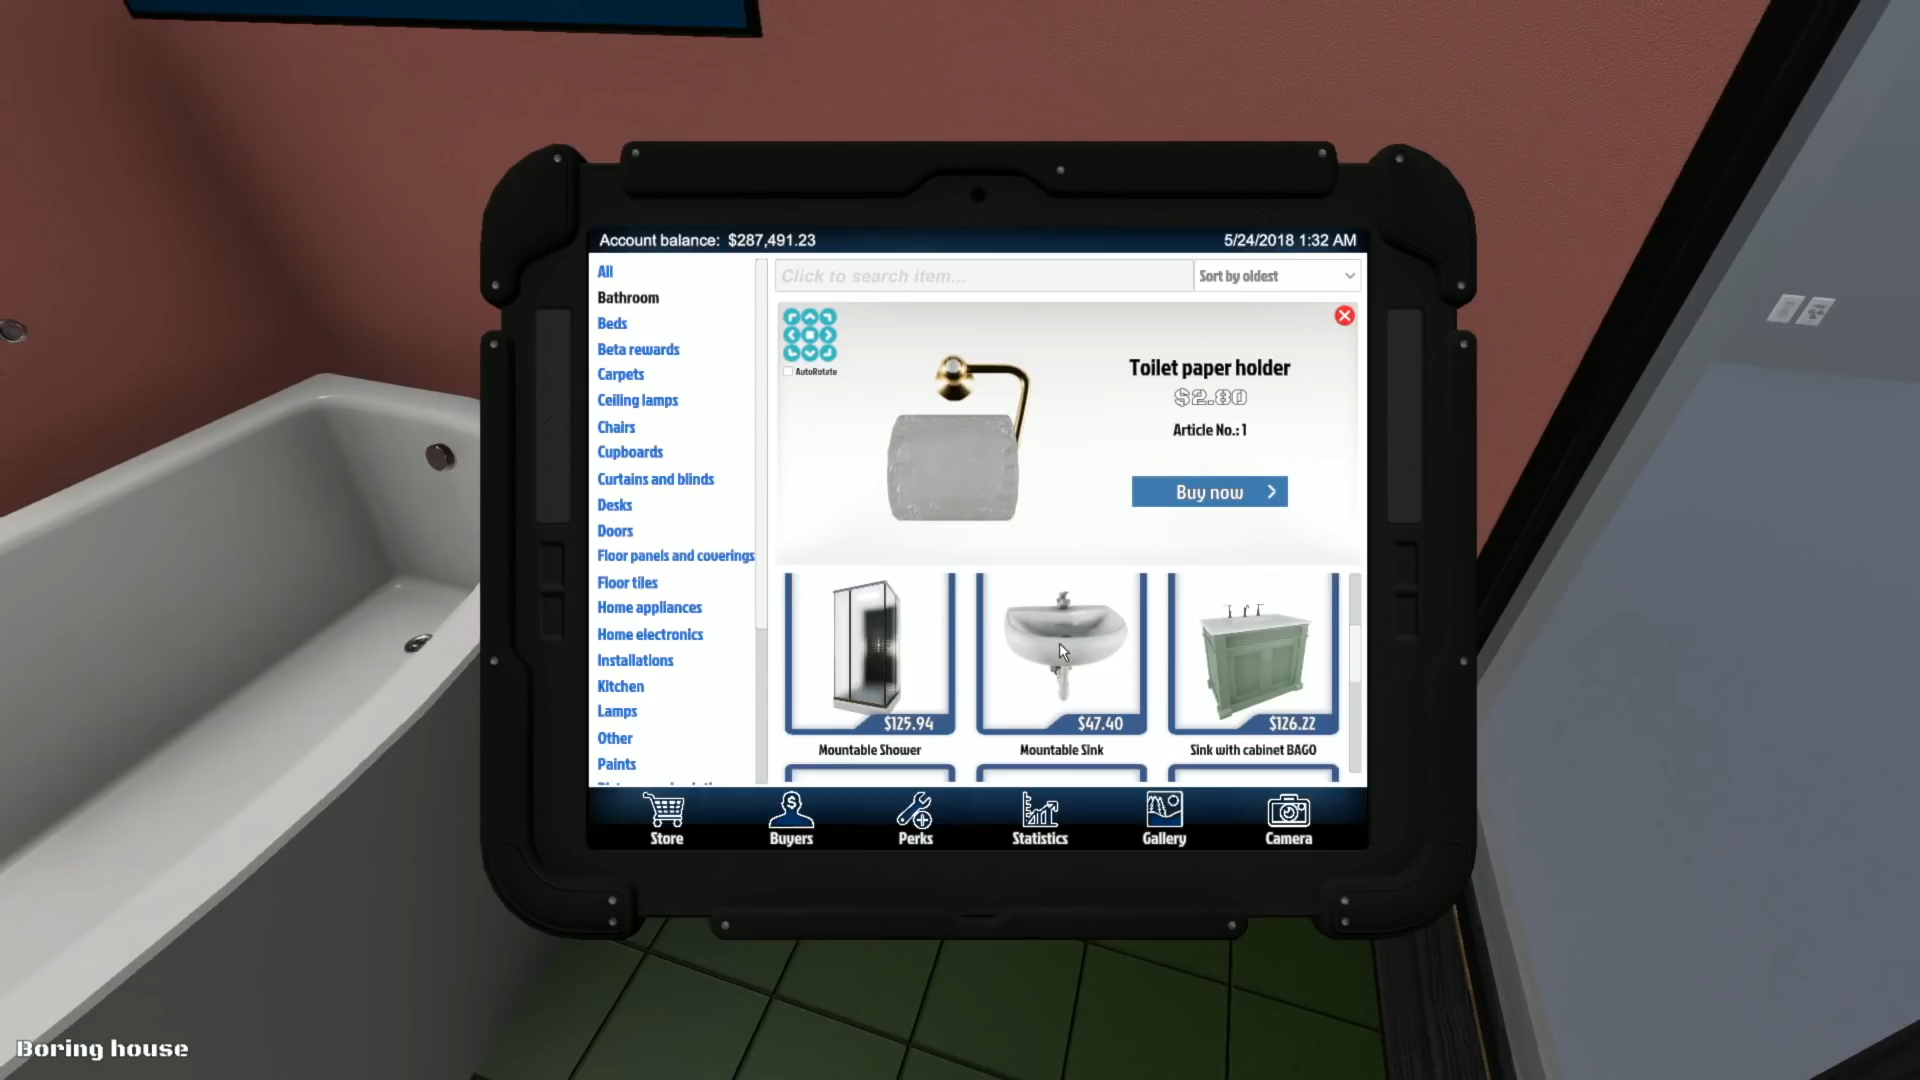 Account balance: $287,491.23
5/24/2018 1:32 AM
All
Bathroom
Beds
Beta rewards
Carpets
Ceiling lamps
Chairs
Cupboards
Curtains and blinds
Desks
Doors
Floor panels and coverings
Floor tiles
Home appliances
Home electronics
Installations
Kitchen
Lamps
Other
Paints
Click to search item...
Sort by oldest
AutoRotate
Toilet paper holder
$2.80
Article No.: 1
Buy now
$125.94
$47.40
$126.22
Mountable Shower
Mountable Sink
Sink with cabinet BAGO
Store
Buyers
Perks
Statistics
Gallery
Camera
Boring house